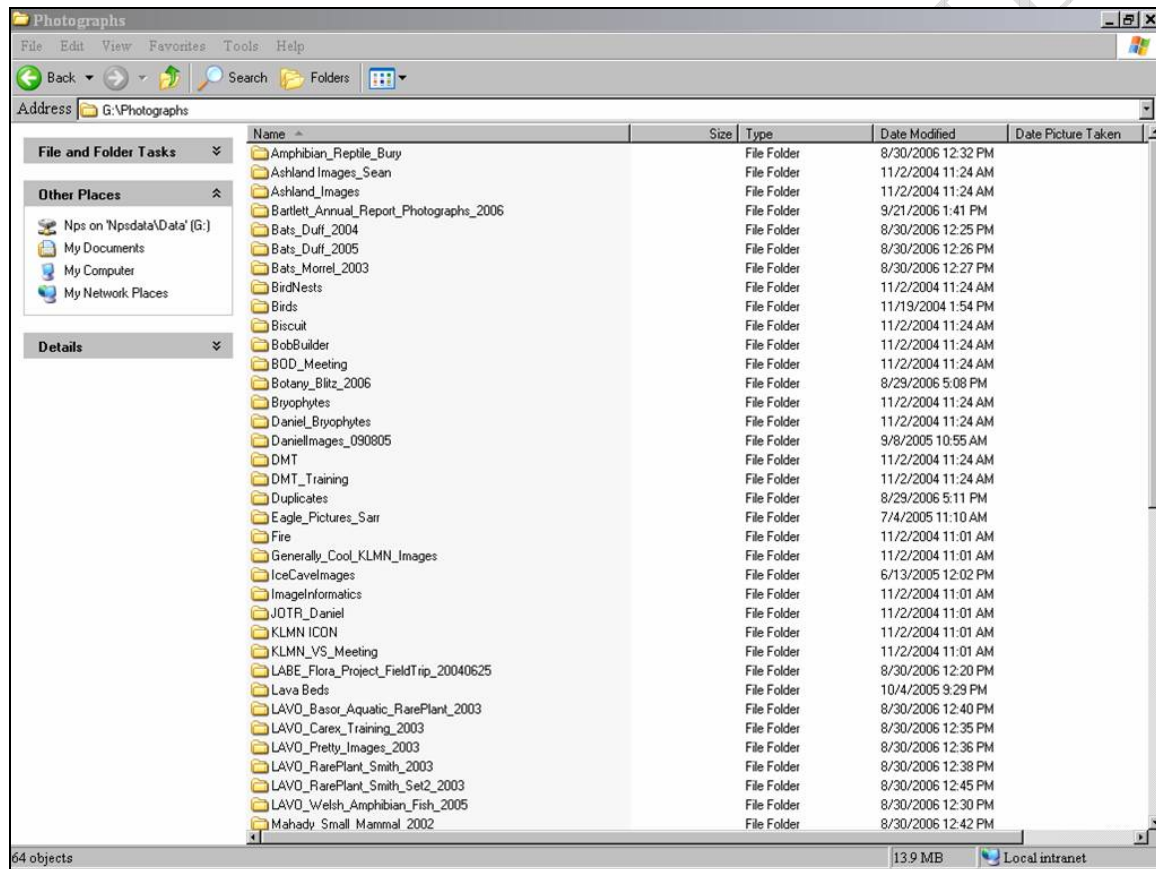 Photographs
File Edit View Favorites Tools Help
Back Search Folders
Address G:\Photographs
File and Folder Tasks
Other Places
Nps on 'Npsdata\Data' (G:)
My Documents
My Computer
My Network Places
Details
Name Size Type Date Modified Date Picture Taken
Amphibian_Reptile_Bury File Folder 8/30/2006 12:32 PM
Ashland Images_Sean File Folder 11/2/2004 11:24 AM
Ashland_Images File Folder 11/2/2004 11:24 AM
Bartlett_Annual_Report_Photographs_2006 File Folder 9/21/2006 1:41 PM
Bats_Duff_2004 File Folder 8/30/2006 12:25 PM
Bats_Duff_2005 File Folder 8/30/2006 12:26 PM
Bats_Morrel_2003 File Folder 8/30/2006 12:27 PM
BirdNests File Folder 11/2/2004 11:24 AM
Birds File Folder 11/19/2004 1:54 PM
Biscuit File Folder 11/2/2004 11:24 AM
BobBuilder File Folder 11/2/2004 11:24 AM
BOD_Meeting File Folder 11/2/2004 11:24 AM
Botany_Blitz_2006 File Folder 8/29/2006 5:08 PM
Bryophytes File Folder 11/2/2004 11:24 AM
Daniel_Bryophytes File Folder 11/2/2004 11:24 AM
DanielImages_090805 File Folder 9/8/2005 10:55 AM
DMT File Folder 11/2/2004 11:24 AM
DMT_Training File Folder 11/2/2004 11:24 AM
Duplicates File Folder 8/29/2006 5:11 PM
Eagle_Pictures_Sarr File Folder 7/4/2005 11:10 AM
Fire File Folder 11/2/2004 11:01 AM
Generally_Cool_KLMN_Images File Folder 11/2/2004 11:01 AM
IceCaveImages File Folder 6/13/2005 12:02 PM
ImageInformatics File Folder 11/2/2004 11:01 AM
JOTR_Daniel File Folder 11/2/2004 11:01 AM
KLMN ICON File Folder 11/2/2004 11:01 AM
KLMN_VS_Meeting File Folder 11/2/2004 11:01 AM
LABE_Flora_Project_FieldTrip_20040625 File Folder 8/30/2006 12:20 PM
Lava Beds File Folder 10/4/2005 9:29 PM
LAVO_Basor_Aquatic_RarePlant_2003 File Folder 8/30/2006 12:40 PM
LAVO_Carex_Training_2003 File Folder 8/30/2006 12:35 PM
LAVO_Pretty_Images_2003 File Folder 8/30/2006 12:36 PM
LAVO_RarePlant_Smith_2003 File Folder 8/30/2006 12:38 PM
LAVO_RarePlant_Smith_Set2_2003 File Folder 8/30/2006 12:45 PM
LAVO_Welsh_Amphibian_Fish_2005 File Folder 8/30/2006 12:30 PM
Mahady_Small_Mammal_2002 File Folder 8/30/2006 12:42 PM
64 objects 13.9 MB Local intranet